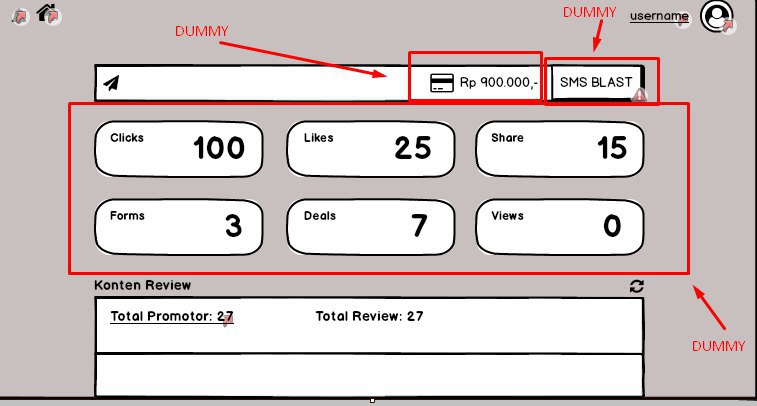 DUMMY
username
DUMMY
Rp 900.000,-
SMS BLAST
Clicks
100
Likes
25
Share
15
Forms
3
Deals
7
Views
0
Konten Review
Total Promotor: 27
Total Review: 27
DUMMY